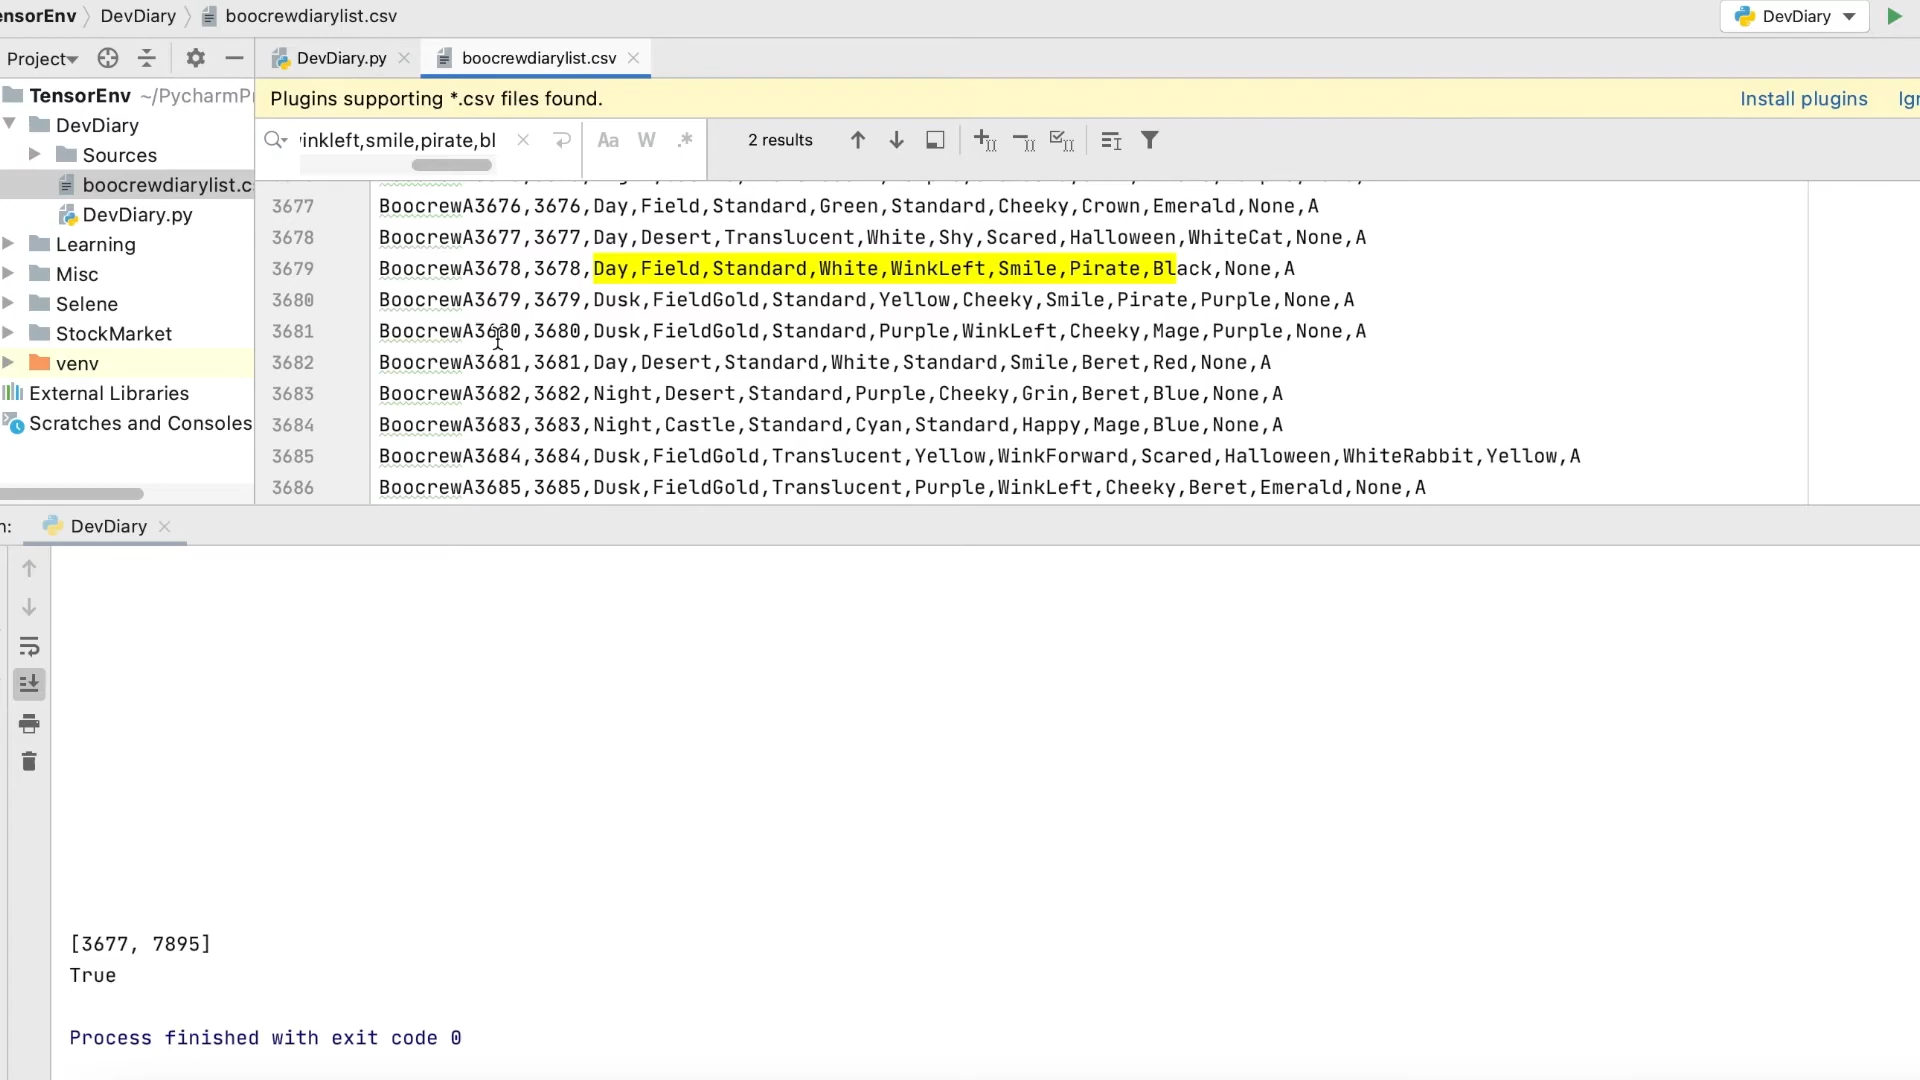 ensorEnv DevDiary boocrewdiarylist.csv DevDiary
Project DevDiary.py boocrewdiarylist.csv
TensorEnv ~/PycharmP
Plugins supporting *.csv files found. Install plugins Ig
DevDiary
inkleft,smile,pirate,bl Aa W .* 2 results
Sources
boocrewdiarylist.c
DevDiary.py
Learning
Misc
Selene
StockMarket
venv
External Libraries
Scratches and Consoles
3677 BoocrewA3676,3676,Day,Field,Standard,Green,Standard,Cheeky,Crown,Emerald,None,A
3678 BoocrewA3677,3677,Day,Desert,Translucent,White,Shy,Scared,Halloween,WhiteCat,None,A
3679 BoocrewA3678,3678,Day,Field,Standard,White,WinkLeft,Smile,Pirate,Black,None,A
3680 BoocrewA3679,3679,Dusk,FieldGold,Standard,Yellow,Cheeky,Smile,Pirate,Purple,None,A
3681 BoocrewA3680,3680,Dusk,FieldGold,Standard,Purple,WinkLeft,Cheeky,Mage,Purple,None,A
3682 BoocrewA3681,3681,Day,Desert,Standard,White,Standard,Smile,Beret,Red,None,A
3683 BoocrewA3682,3682,Night,Desert,Standard,Purple,Cheeky,Grin,Beret,Blue,None,A
3684 BoocrewA3683,3683,Night,Castle,Standard,Cyan,Standard,Happy,Mage,Blue,None,A
3685 BoocrewA3684,3684,Dusk,FieldGold,Translucent,Yellow,WinkForward,Scared,Halloween,WhiteRabbit,Yellow,A
3686 BoocrewA3685,3685,Dusk,FieldGold,Translucent,Purple,WinkLeft,Cheeky,Beret,Emerald,None,A
n: DevDiary
[3677, 7895]
True
Process finished with exit code 0